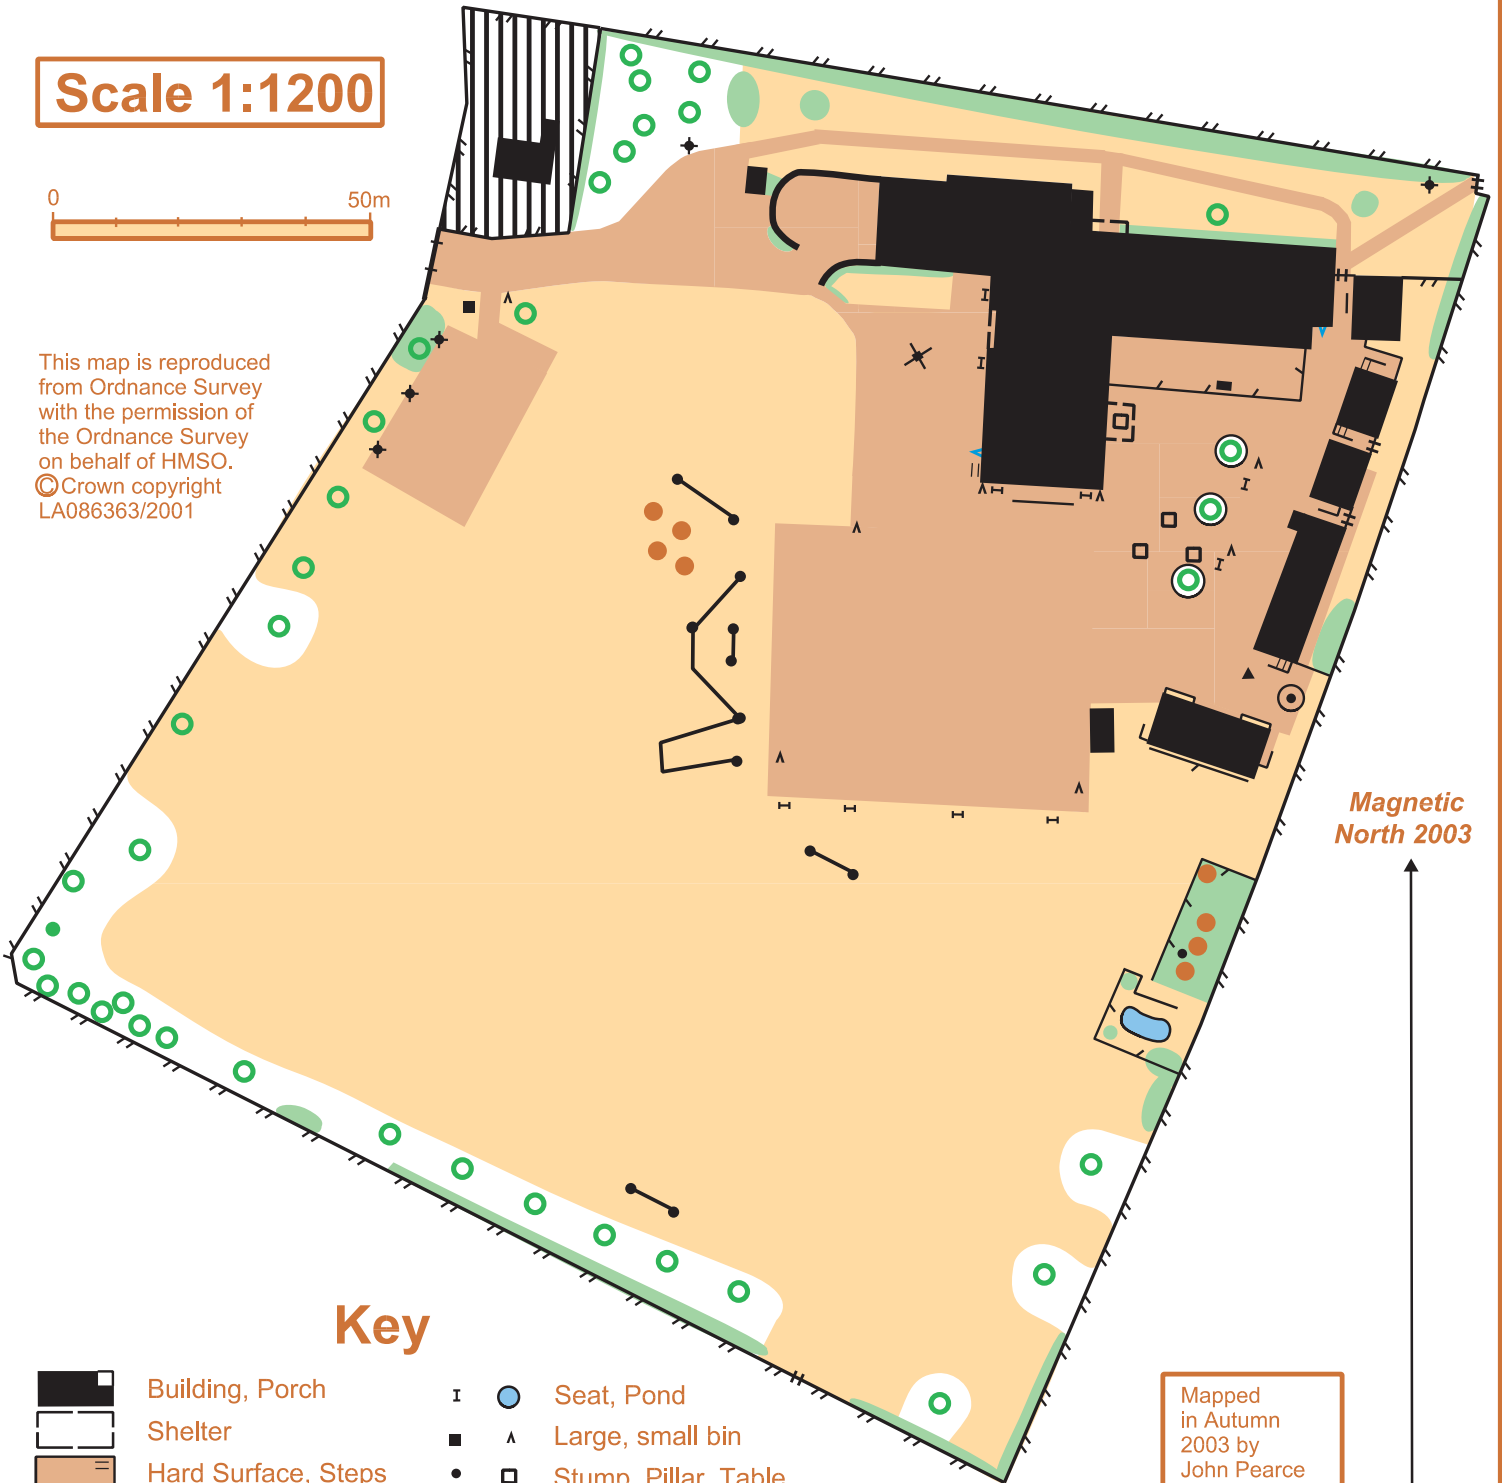 Scale 1:1200
0 50m
This map is reproduced
from Ordnance Survey
with the permission of
the Ordnance Survey
on behalf of HMSO.
©Crown copyright
LA086363/2001
Magnetic
North 2003
Key
Building, Porch
Shelter
Hard Surface, Steps
Seat, Pond
Large, small bin
Stump, Pillar, Table
Mapped
in Autumn
2003 by
John Pearce